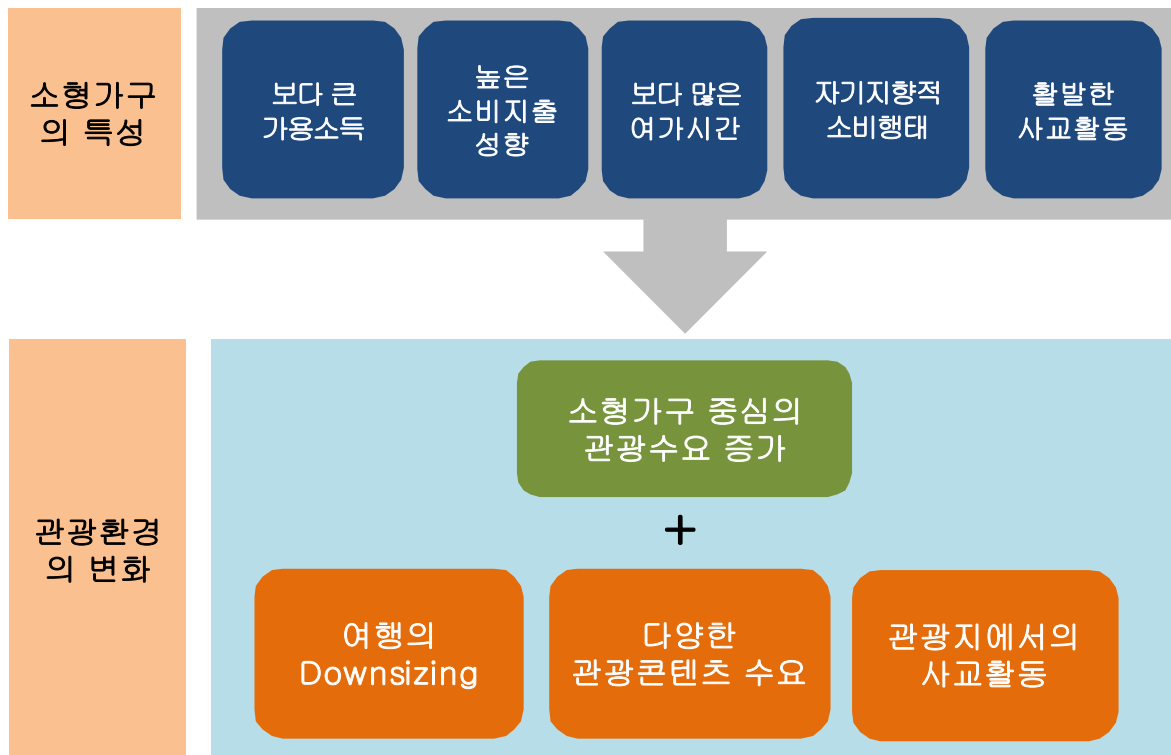 소형가구
의 특성
보다 큰
가용소득
높은
소비지출
성향
보다 많은
여가시간
자기지향적
소비행태
활발한
사교활동
관광환경
의 변화
소형가구 중심의
관광수요 증가
+
여행의
Downsizing
다양한
관광콘텐츠 수요
관광지에서의
사교활동